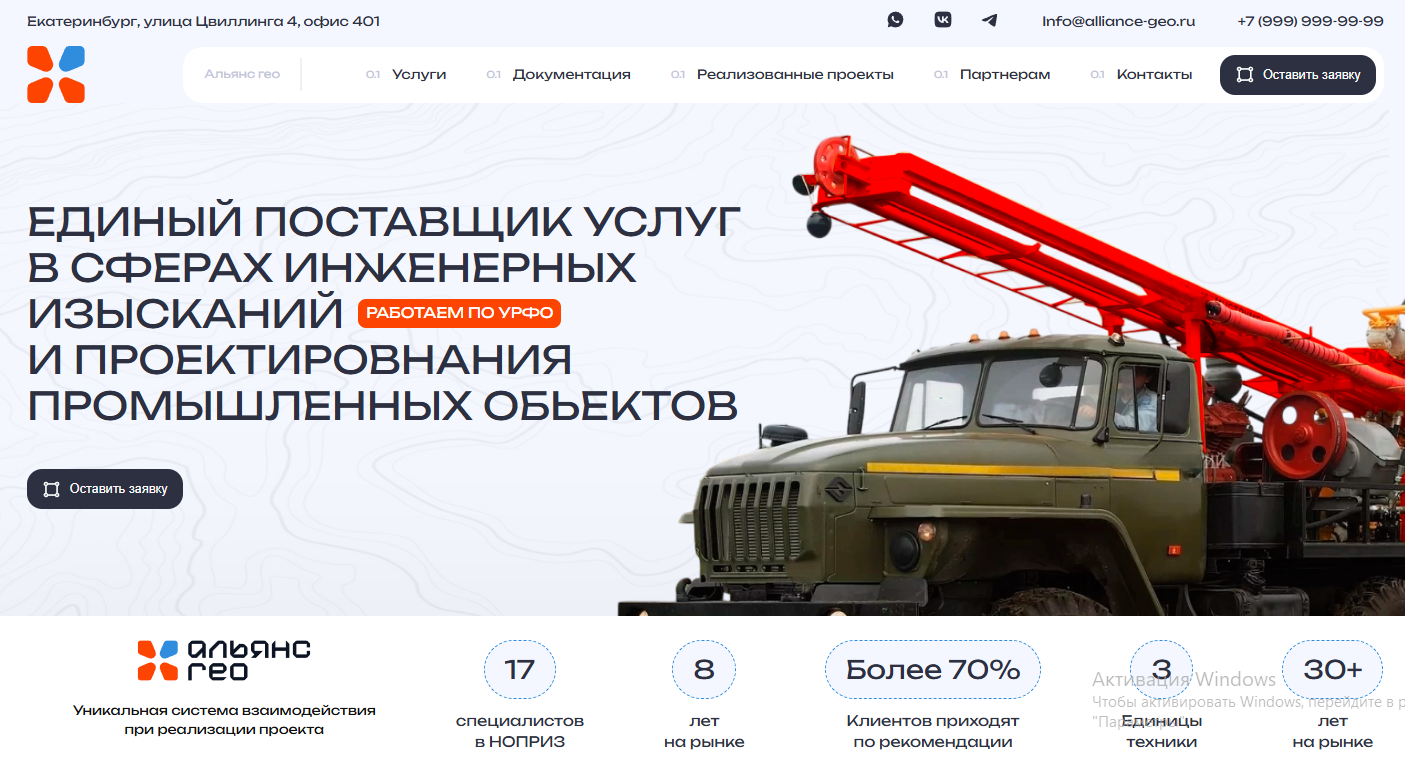 Екатеринбург, улица Цвиллинга 4, офис 401
Info@alliance-geo.ru
+7 (999) 999-99-99
Альянс гео
0.1 Услуги
0.1 Документация
0.1 Реализованные проекты
0.1 Партнерам
0.1 Контакты
Оставить заявку
ЕДИНЫЙ ПОСТАВЩИК УСЛУГ
В СФЕРАХ ИНЖЕНЕРНЫХ
ИЗЫСКАНИЙ РАБОТАЕМ ПО УРФО
И ПРОЕКТИРОВНАНИЯ
ПРОМЫШЛЕННЫХ ОБЬЕКТОВ
Оставить заявку
альянс
гео
Уникальная система взаимодействия
при реализации проекта
17
специалистов
в НОПРИЗ
8
лет
на рынке
Более 70%
Клиентов приходят
по рекомендации
3
Единицы
техники
30+
лет
на рынке
Активация Windows
Чтобы активировать Windows, перейдите в р
"Параметры".